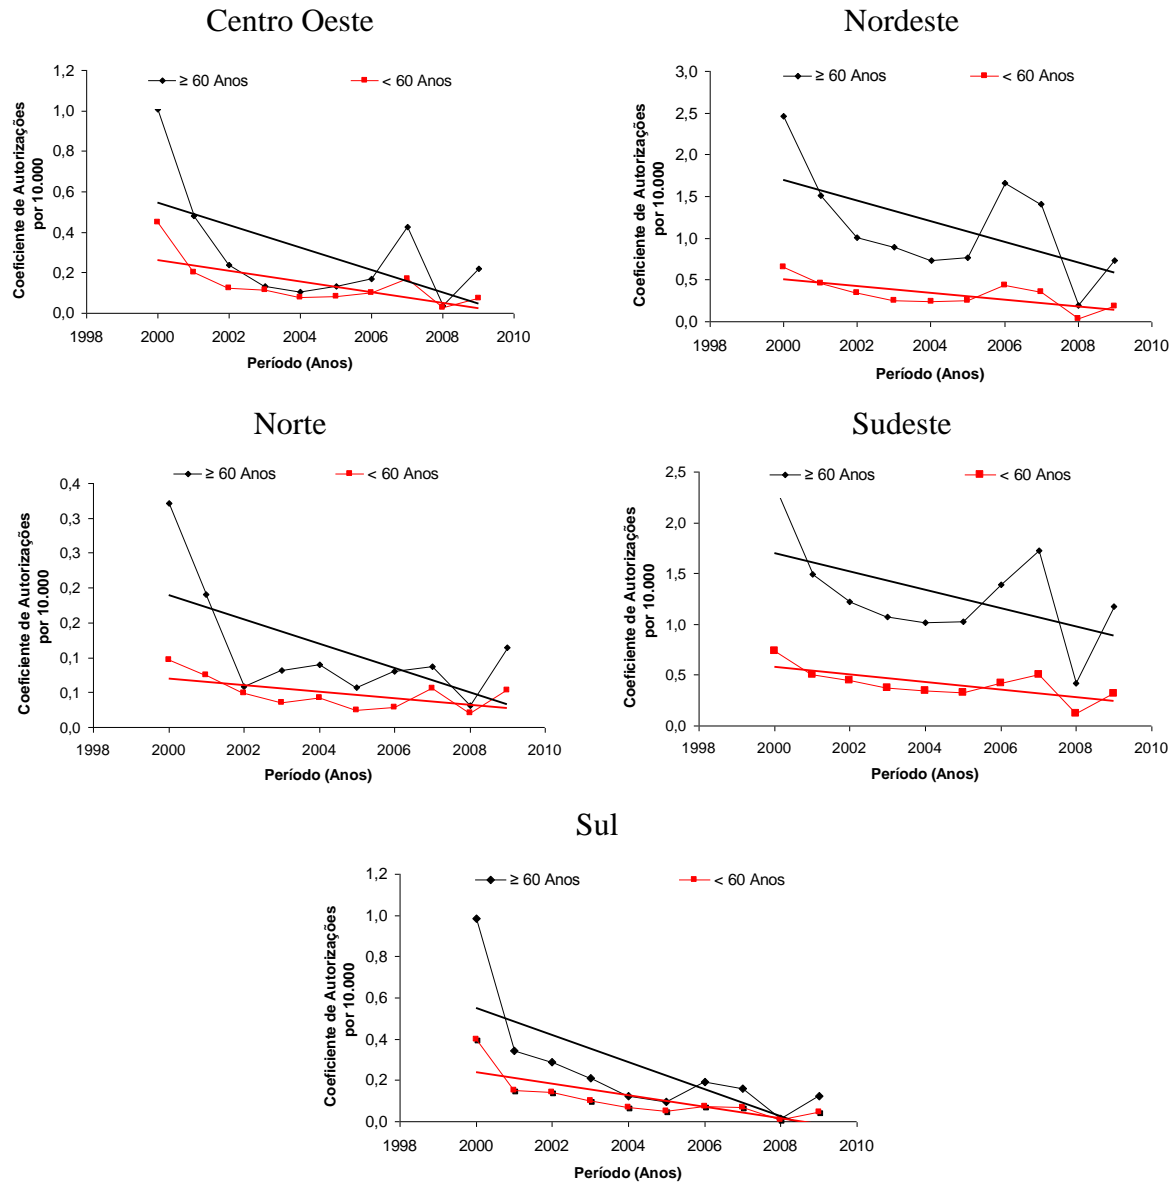 Centro Oeste
Coeficiente de Autorizações
por 10.000
≥ 60 Anos
< 60 Anos
1,2
1,0
0,8
0,6
0,4
0,2
0,0
1998 2000 2002 2004 2006 2008 2010
Período (Anos)
Nordeste
Coeficiente de Autorizações
por 10.000
≥ 60 Anos
< 60 Anos
3,0
2,5
2,0
1,5
1,0
0,5
0,0
1998 2000 2002 2004 2006 2008 2010
Período (Anos)
Norte
Coeficiente de Autorizações
por 10.000
≥ 60 Anos
< 60 Anos
0,4
0,3
0,3
0,2
0,2
0,1
0,1
0,0
1998 2000 2002 2004 2006 2008 2010
Período (Anos)
Sudeste
Coeficiente de Autorizações
por 10.000
≥ 60 Anos
< 60 Anos
2,5
2,0
1,5
1,0
0,5
0,0
1998 2000 2002 2004 2006 2008 2010
Período (Anos)
Sul
Coeficiente de Autorizações
por 10.000
≥ 60 Anos
< 60 Anos
1,2
1,0
0,8
0,6
0,4
0,2
0,0
1998 2000 2002 2004 2006 2008 2010
Período (Anos)